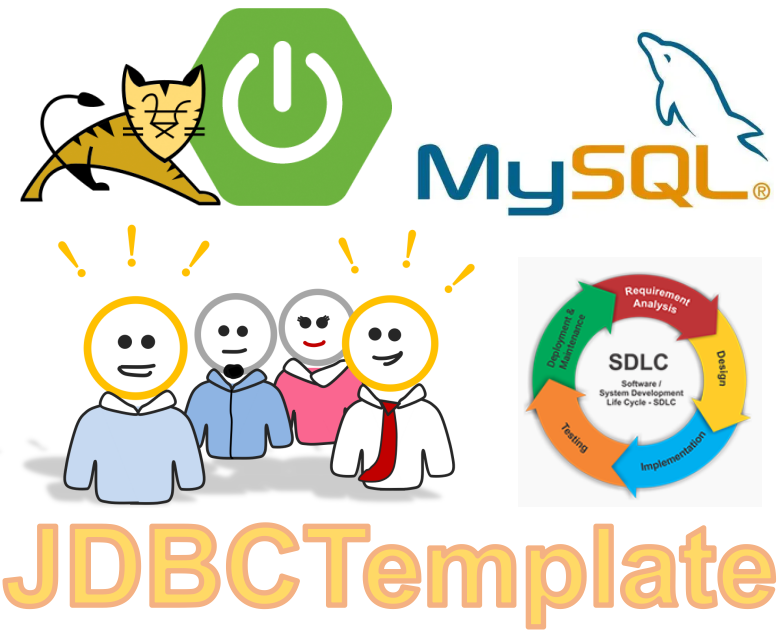 MySQL®
Requirement
Analysis
Design
Implementation
Testing
Deployment &
Maintenance
SDLC
Software /
System Development
Life Cycle - SDLC
JDBCTemplate